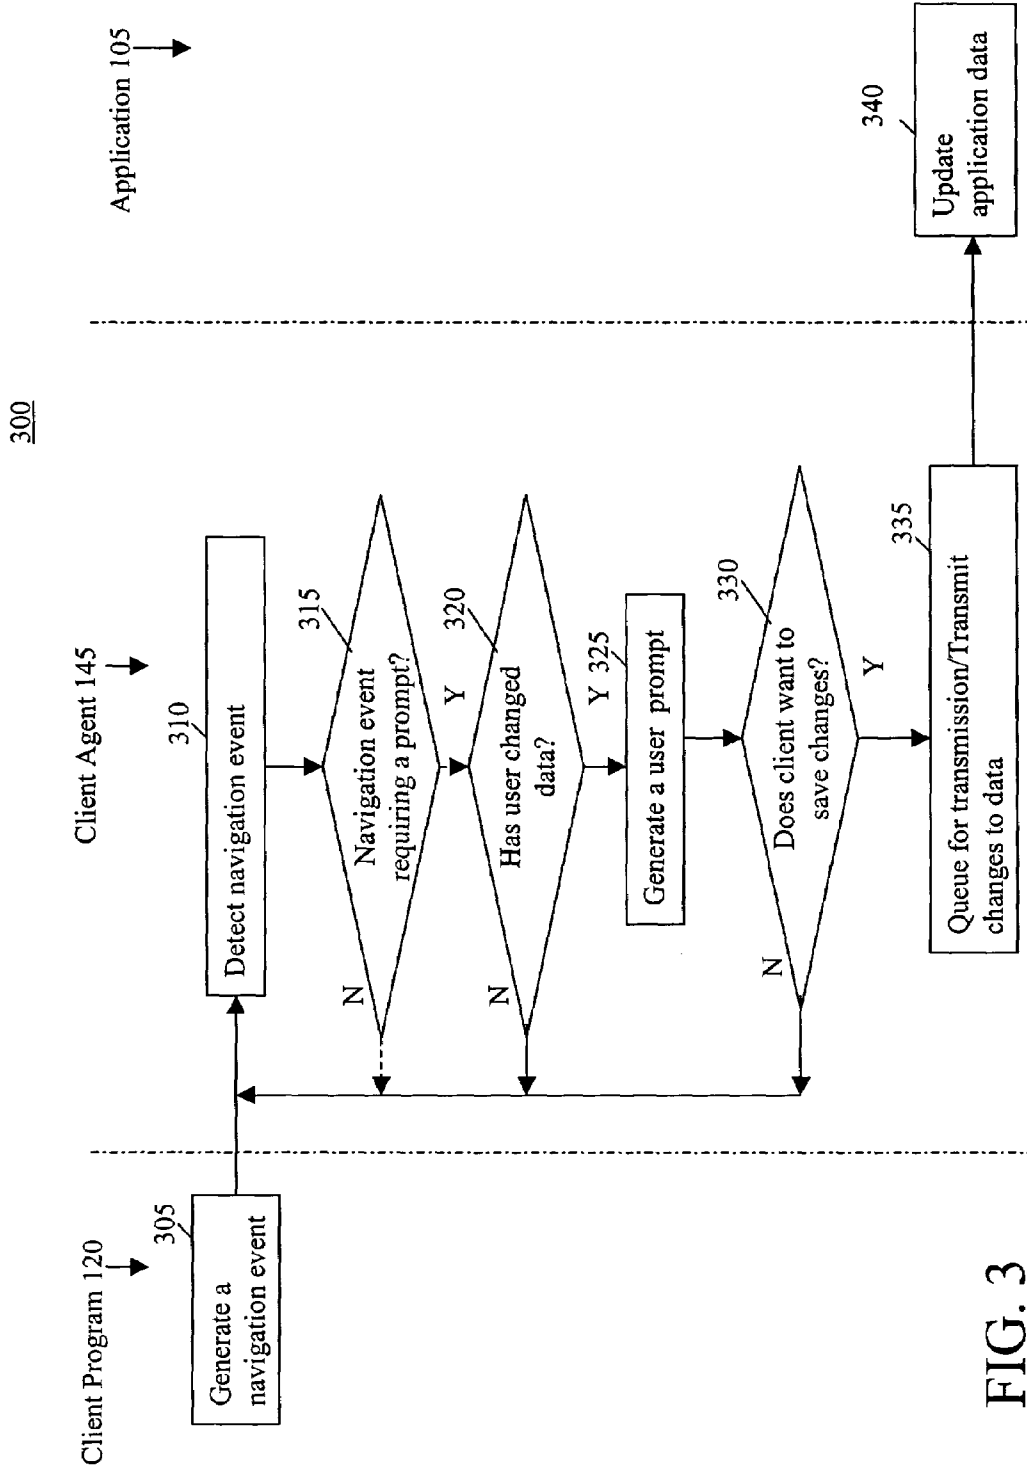 300
Client Program 120
Client Agent 145
Application 105
305
Generate a
navigation event
310
Detect navigation event
315
Navigation event
requiring a prompt?
N
Y
320
Has user changed
data?
N
Y
325
Generate a user prompt
330
Does client want to
save changes?
N
Y
335
Queue for transmission/Transmit
changes to data
340
Update
application data
FIG. 3